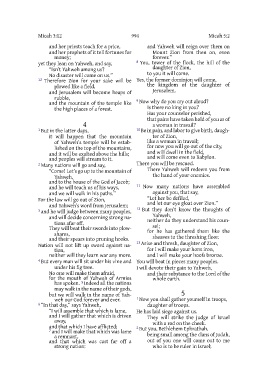 Micah 3:12
994
Micah 5:2
and her priests teach for a price,
and her prophets of it tell fortunes for
money:
yet they lean on Yahweh, and say,
"Isn't Yahweh among us?
No disaster will come on us."
12 Therefore Zion for your sake will be
plowed like a field,
and Jerusalem will become heaps of
rubble,
and the mountain of the temple like
the high places of a forest.
4
1 But in the latter days,
it will happen that the mountain
of Yahweh's temple will be estab-
lished on the top of the mountains,
and it will be exalted above the hills;
and peoples will stream to it.
2 Many nations will go and say,
"Come! Let's go up to the mountain of
Yahweh,
and to the house of the God of Jacob;
and he will teach us of his ways,
and we will walk in his paths."
For the law will go out of Zion,
and Yahweh's word from Jerusalem;
3 and he will judge between many peoples,
and will decide concerning strong na-
tions afar off.
They will beat their swords into plow-
shares,
and their spears into pruning hooks.
Nation will not lift up sword against na-
tion,
neither will they learn war any more.
4 But every man will sit under his vine and
under his fig tree.
No one will make them afraid,
for the mouth of Yahweh of Armies
has spoken. 5 Indeed all the nations
may walk in the name of their gods,
but we will walk in the name of Yah-
weh our God forever and ever.
6 "In that day," says Yahweh,
"I will assemble that which is lame,
and I will gather that which is driven
away,
and that which I have afflicted;
7 and I will make that which was lame
a remnant,
and that which was cast far off a
strong nation:
and Yahweh will reign over them on
Mount Zion from then on, even
forever."
8 You, tower of the flock, the hill of the
daughter of Zion,
to you it will come.
Yes, the former dominion will come,
the kingdom of the daughter of
Jerusalem.
9 Now why do you cry out aloud?
Is there no king in you?
Has your counselor perished,
that pains have taken hold of you as of
a woman in travail?
10 Be in pain, and labor to give birth, daugh-
ter of Zion,
like a woman in travail;
for now you will go out of the city,
and will dwell in the field,
and will come even to Babylon.
There you will be rescued.
There Yahweh will redeem you from
the hand of your enemies.
11 Now many nations have assembled
against you, that say,
"Let her be defiled,
and let our eye gloat over Zion."
12 But they don't know the thoughts of
Yahweh,
neither do they understand his coun-
sel;
for he has gathered them like the
sheaves to the threshing floor.
13 Arise and thresh, daughter of Zion,
for I will make your horn iron,
and I will make your hoofs bronze.
You will beat in pieces many peoples.
I will devote their gain to Yahweh,
and their substance to the Lord of the
whole earth.
5
1 Now you shall gather yourself in troops,
daughter of troops.
He has laid siege against us.
They will strike the judge of Israel
with a rod on the cheek.
2 But you, Bethlehem Ephrathah,
being small among the clans of Judah,
out of you one will come out to me
who is to be ruler in Israel;